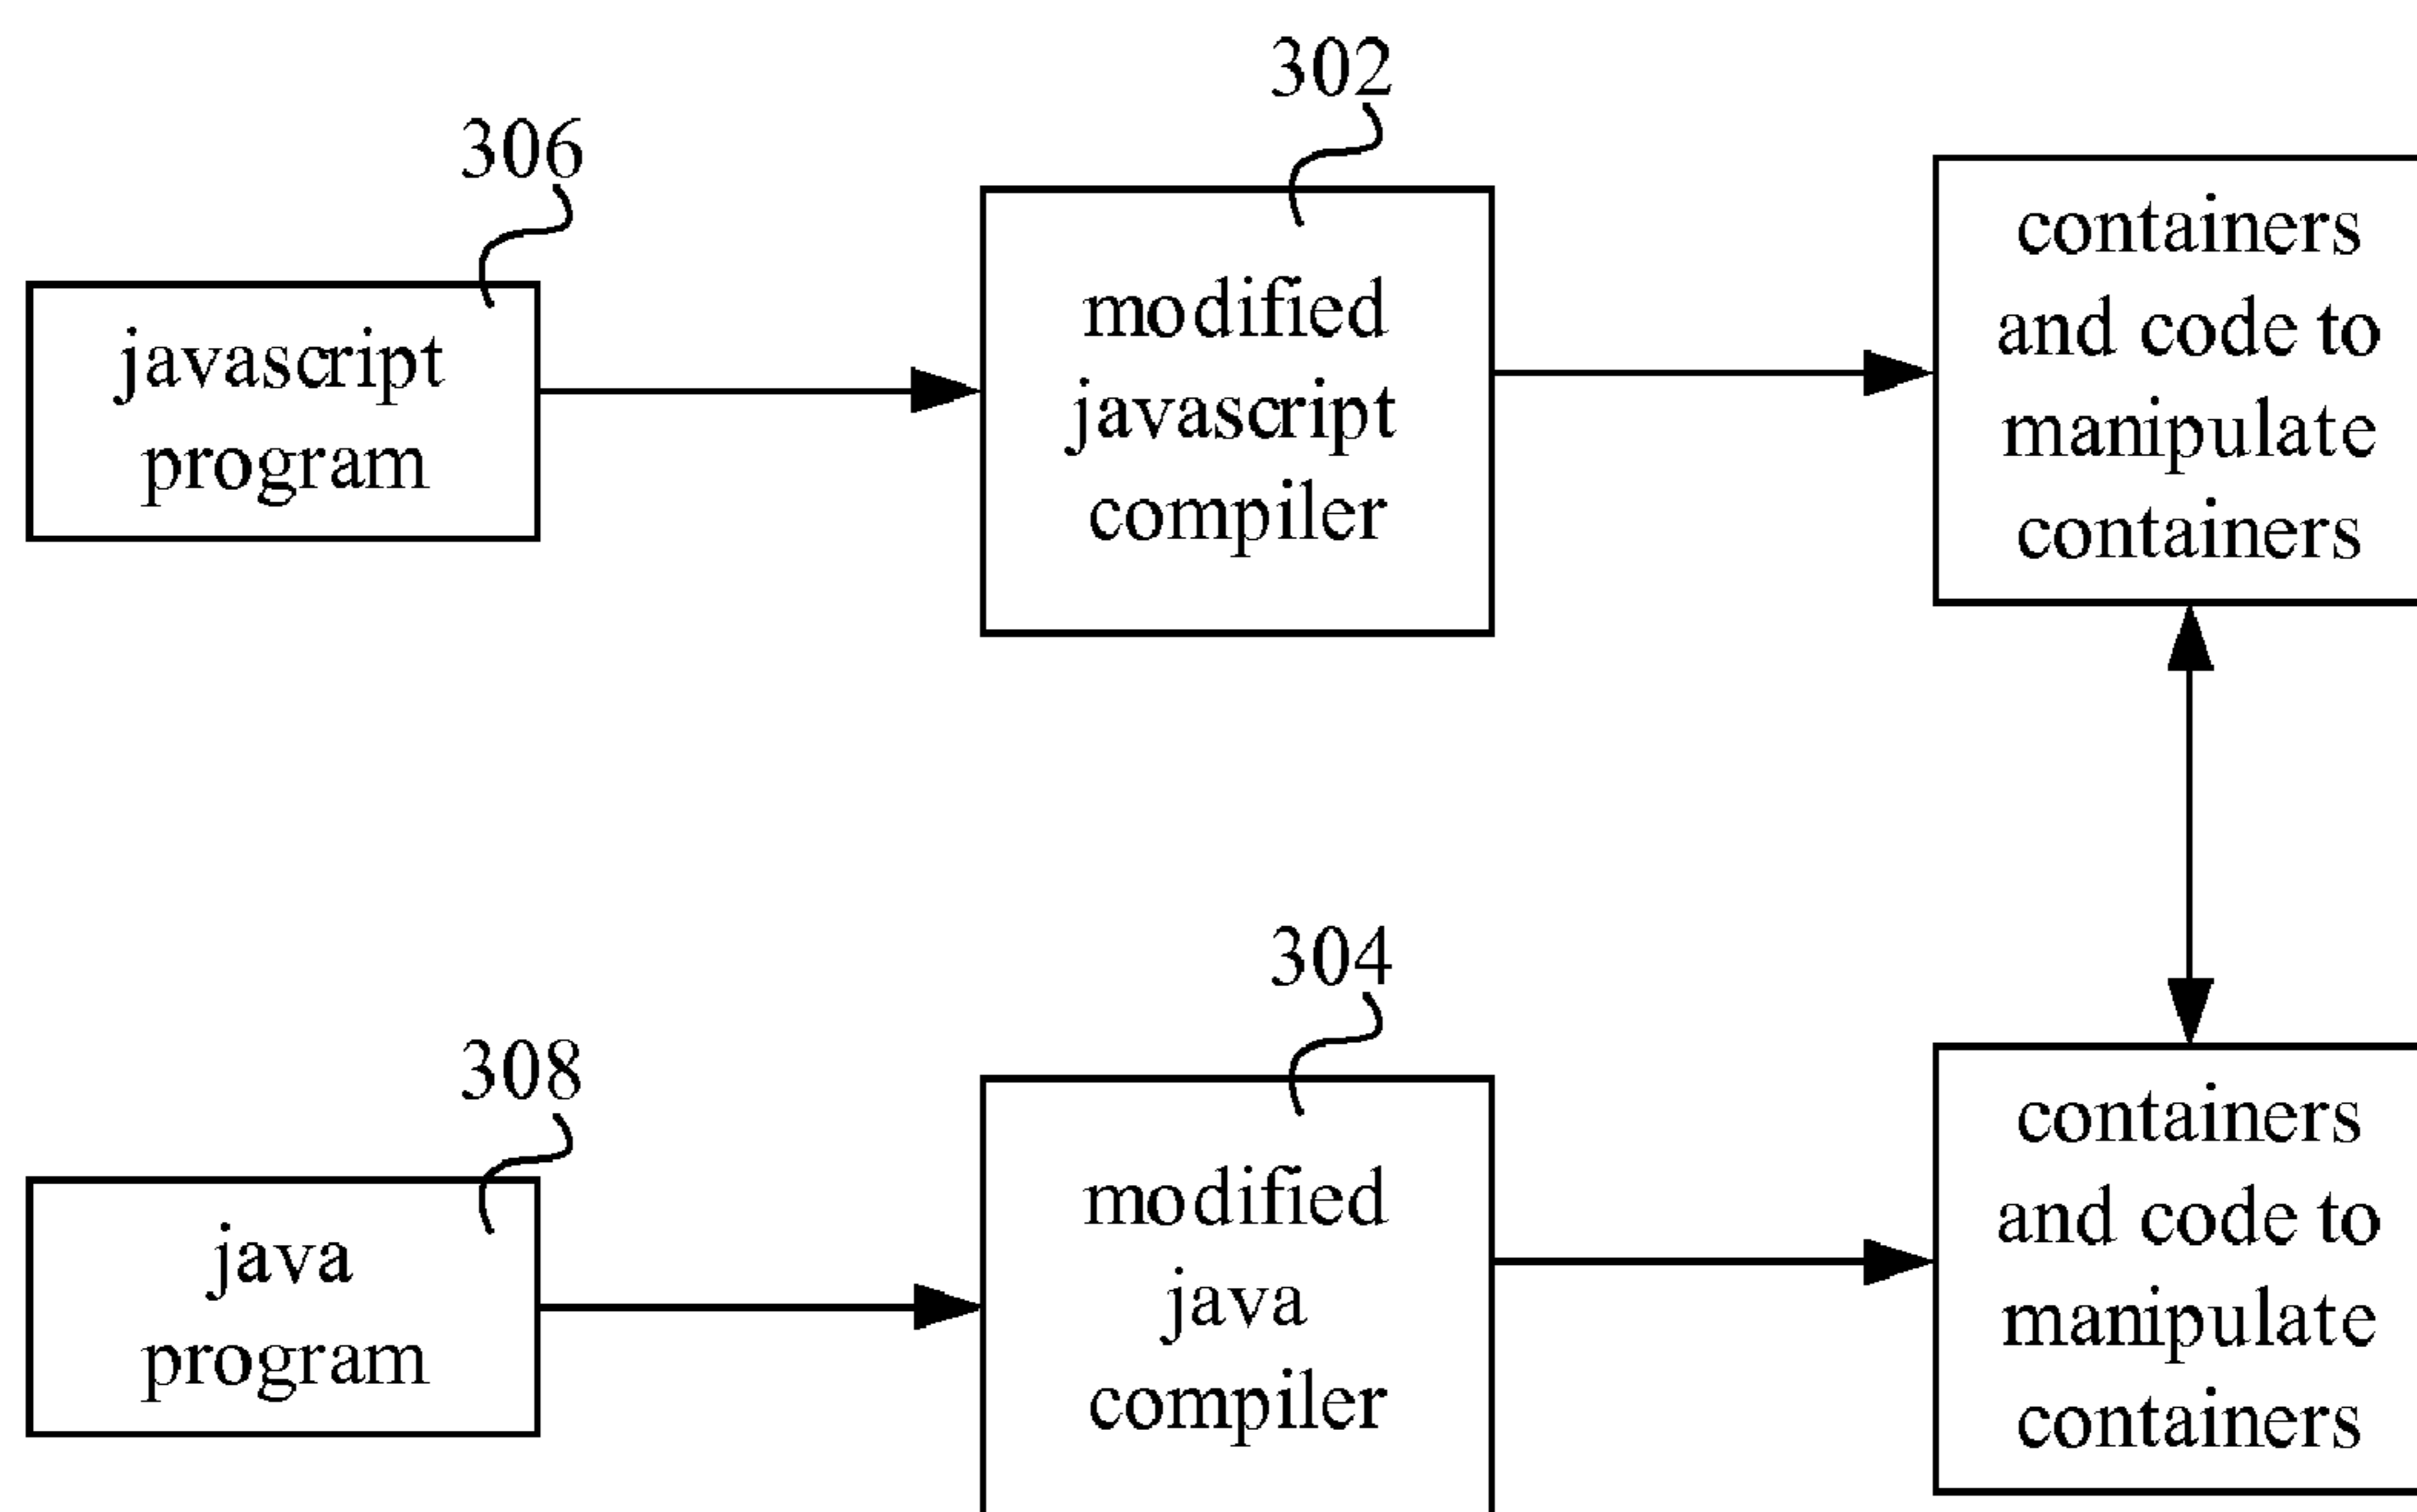 302
306
javascript
program
modified
javascript
compiler
containers
and code to
manipulate
containers
304
308
java
program
modified
java
compiler
containers
and code to
manipulate
containers